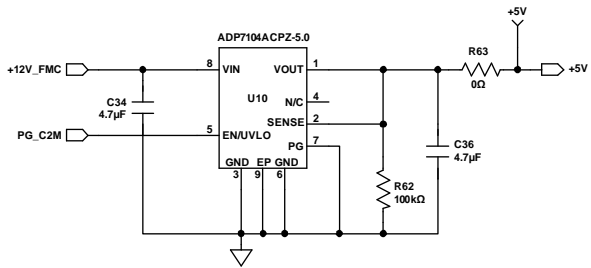 +5V
ADP7104ACPZ-5.0
R63
+12V_FMC
8
VIN
VOUT
1
+5V
U10
0Ω
C34
4.7µF
N/C
4
SENSE
2
PG_C2M
5
EN/UVLO
PG
7
C36
4.7µF
GND
EP
GND
3
9
6
R62
100kΩ